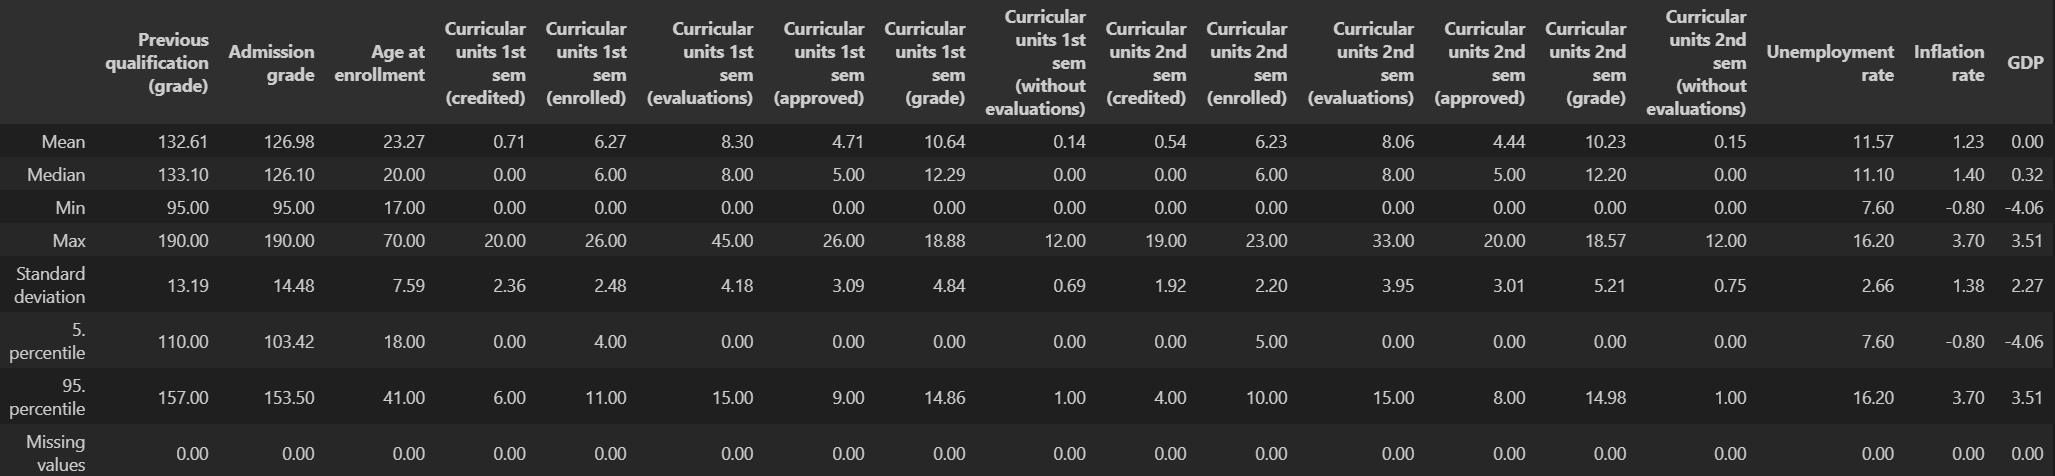 Previous qualification (grade) Admission grade Age at enrollment Curricular units 1st sem (credited) Curricular units 1st sem (enrolled) Curricular units 1st sem (evaluations) Curricular units 1st sem (approved) Curricular units 1st sem (grade) Curricular units 1st sem (without evaluations) Curricular units 2nd sem (credited) Curricular units 2nd sem (enrolled) Curricular units 2nd sem (evaluations) Curricular units 2nd sem (approved) Curricular units 2nd sem (grade) Curricular units 2nd sem (without evaluations) Unemployment rate Inflation rate GDP
Mean 132.61 126.98 23.27 0.71 6.27 8.30 4.71 10.64 0.14 0.54 6.23 8.06 4.44 10.23 0.15 11.57 1.23 0.00
Median 133.10 126.10 20.00 0.00 6.00 8.00 5.00 12.29 0.00 0.00 6.00 8.00 5.00 12.20 0.00 11.10 1.40 0.32
Min 95.00 95.00 17.00 0.00 0.00 0.00 0.00 0.00 0.00 0.00 0.00 0.00 0.00 0.00 0.00 7.60 -0.80 -4.06
Max 190.00 190.00 70.00 20.00 26.00 45.00 26.00 18.88 12.00 19.00 23.00 33.00 20.00 18.57 12.00 16.20 3.70 3.51
Standard deviation 13.19 14.48 7.59 2.36 2.48 4.18 3.09 4.84 0.69 1.92 2.20 3.95 3.01 5.21 0.75 2.66 1.38 2.27
5. percentile 110.00 103.42 18.00 0.00 4.00 0.00 0.00 0.00 0.00 0.00 5.00 0.00 0.00 0.00 0.00 7.60 -0.80 -4.06
95. percentile 157.00 153.50 41.00 6.00 11.00 15.00 9.00 14.86 1.00 4.00 10.00 15.00 8.00 14.98 1.00 16.20 3.70 3.51
Missing values 0.00 0.00 0.00 0.00 0.00 0.00 0.00 0.00 0.00 0.00 0.00 0.00 0.00 0.00 0.00 0.00 0.00 0.00